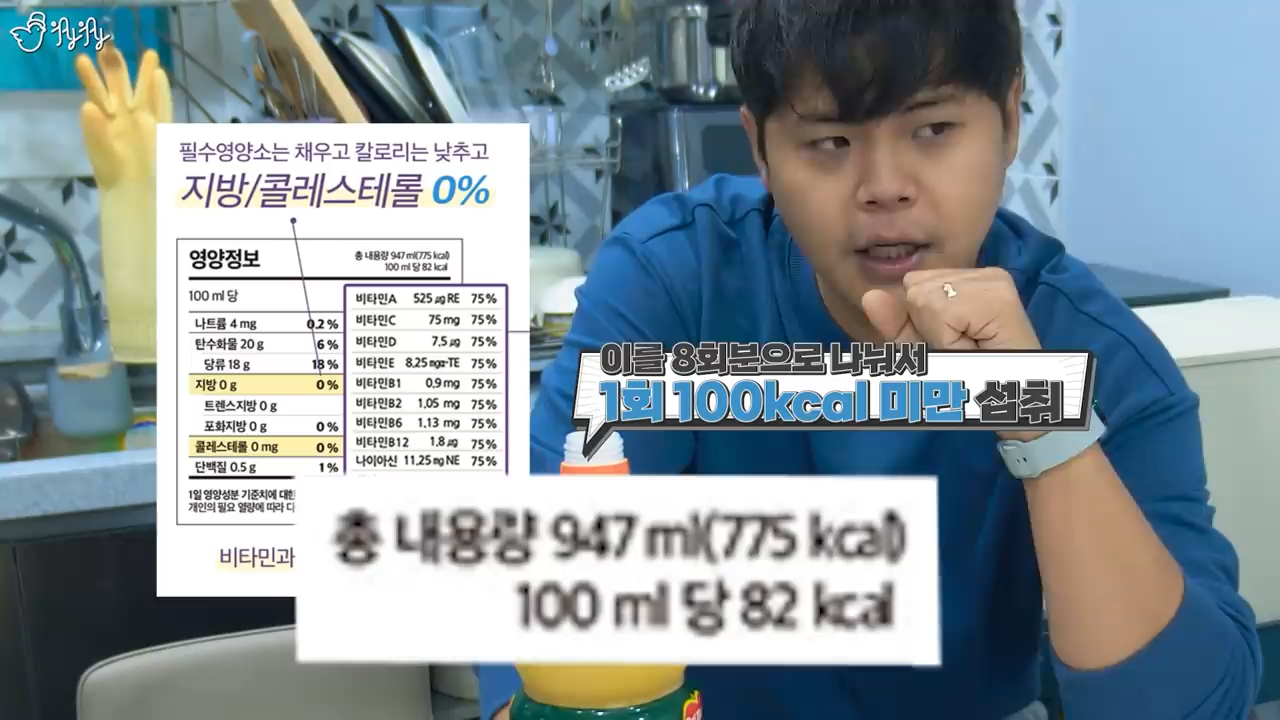 필수영양소는 채우고 칼로리는 낮추고
지방/콜레스테롤 0%
영양정보
총 내용량 947 ml(775 kcal)
100 ml 당 82 kcal
100 ml 당
나트륨 4 mg 0.2 %
탄수화물 20 g 6 %
당류 18 g 18 %
지방 0 g 0 %
트렌스지방 0 g
포화지방 0 g 0 %
콜레스테롤 0 mg 0 %
단백질 0.5 g 1 %
1일 영양성분 기준치에 대한
개인의 필요 열량에 따라 다
비타민A 525 ㎍ RE 75%
비타민C 75 mg 75%
비타민D 7.5 ㎍ 75%
비타민E 8.25 mgα-TE 75%
비타민B1 0.9 mg 75%
비타민B2 1.05 mg 75%
비타민B6 1.13 mg 75%
비타민B12 1.8 ㎍ 75%
나이아신 11.25 mg NE 75%
비타민과
이를 8회분으로 나눠서
1회 100kcal 미만 섭취
총 내용량 947 ml(775 kcal)
100 ml 당 82 kcal